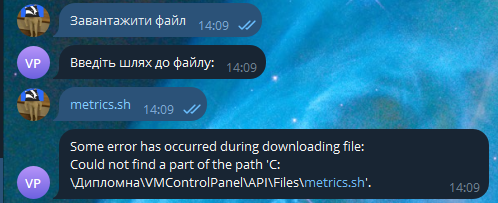 Завантажити файл
14:09
VP
Введіть шлях до файлу:
14:09
metrics.sh
14:09
VP
Some error has occurred during downloading file:
Could not find a part of the path 'C:
\Дипломна\VMControlPanel\API\Files\metrics.sh'.
14:09